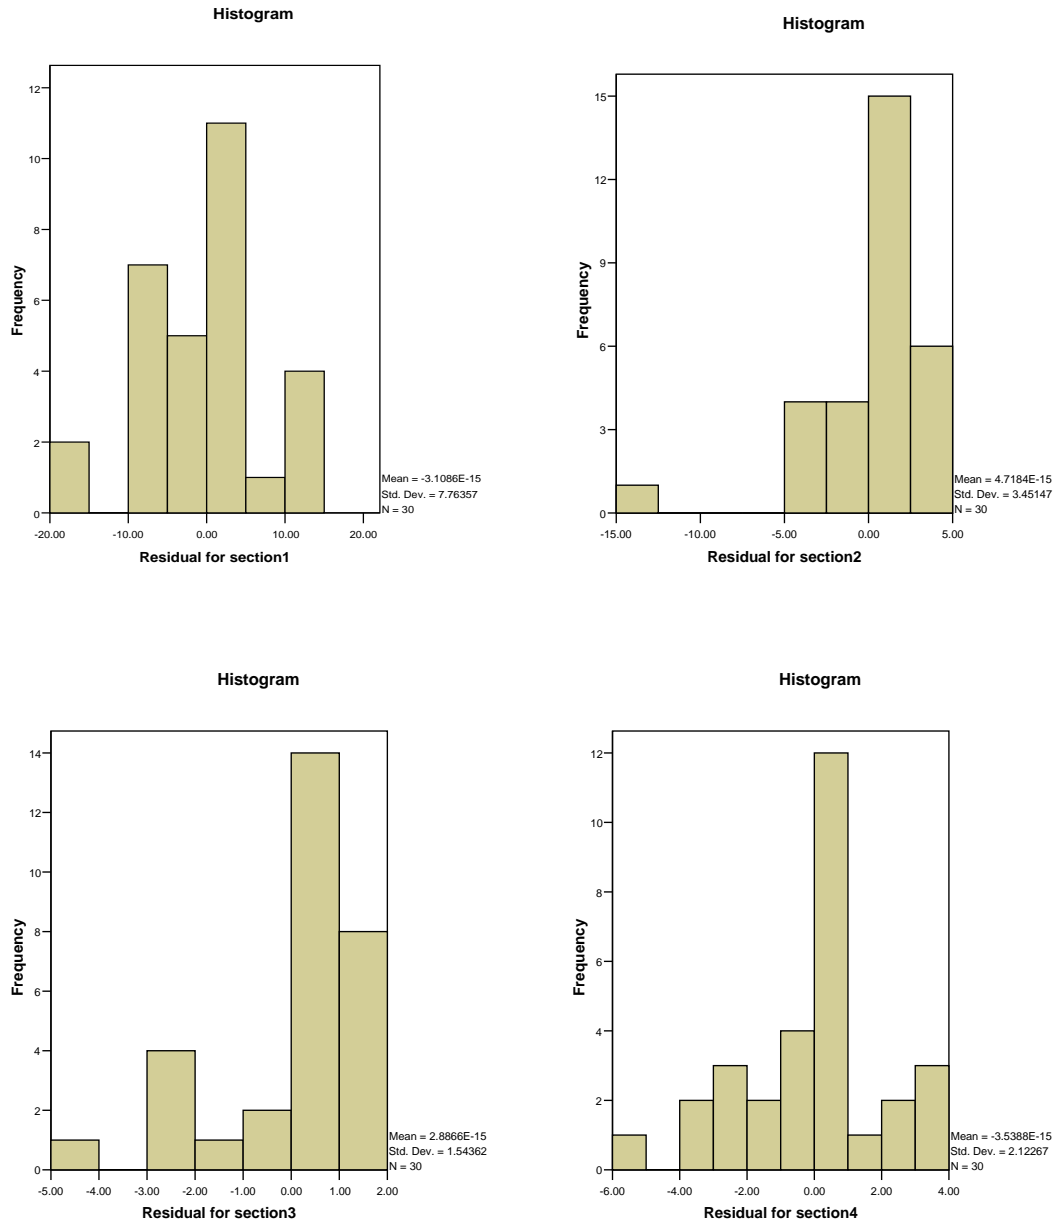 Histogram
12
10
8
6
4
2
0
Frequency
-20.00 -10.00 0.00 10.00 20.00
Residual for section1
Mean = -3.1086E-15
Std. Dev. = 7.76357
N = 30
Histogram
15
12
9
6
3
0
Frequency
-15.00 -10.00 -5.00 0.00 5.00
Residual for section2
Mean = 4.7184E-15
Std. Dev. = 3.45147
N = 30
Histogram
14
12
10
8
6
4
2
0
Frequency
-5.00 -4.00 -3.00 -2.00 -1.00 0.00 1.00 2.00
Residual for section3
Mean = 2.8866E-15
Std. Dev. = 1.54362
N = 30
Histogram
12
10
8
6
4
2
0
Frequency
-6.00 -4.00 -2.00 0.00 2.00 4.00
Residual for section4
Mean = -3.5388E-15
Std. Dev. = 2.12267
N = 30